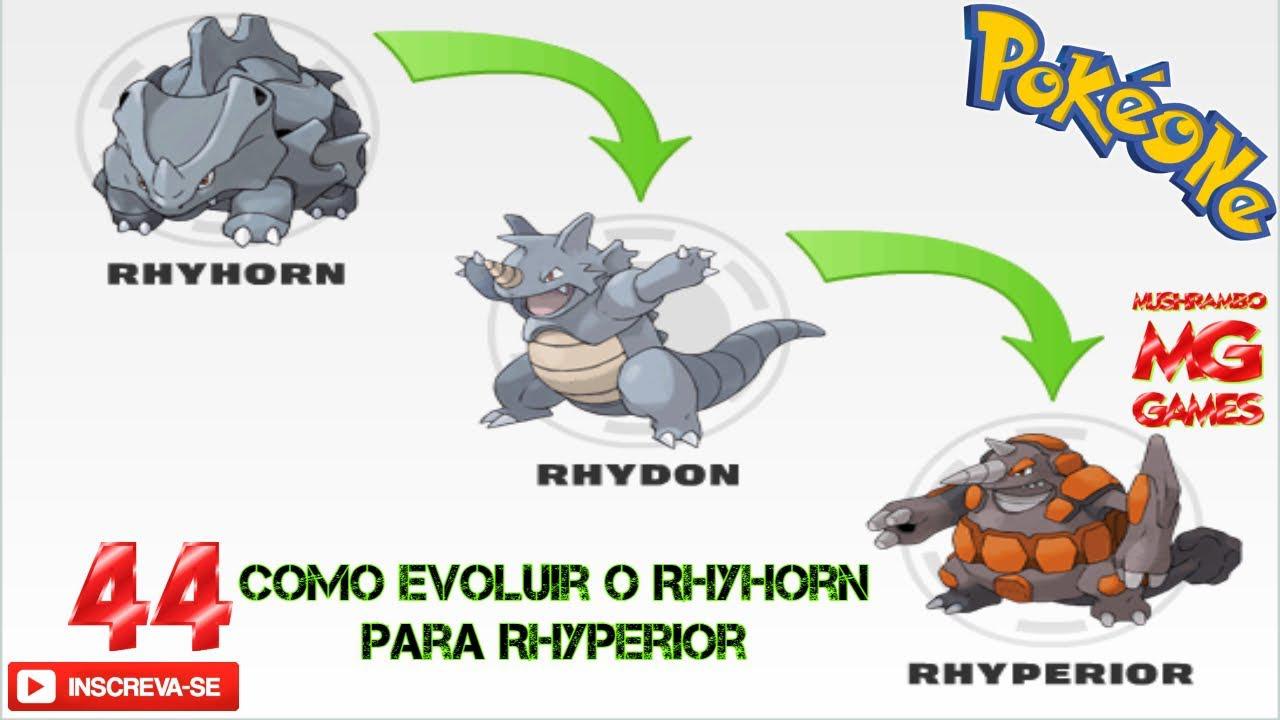 PokéONe
RHYHORN
MUSHRAMBO
MG
GAMES
RHYDON
44
COMO EVOLUIR O RHYHORN
PARA RHYPERIOR
RHYPERIOR
INSCREVA-SE